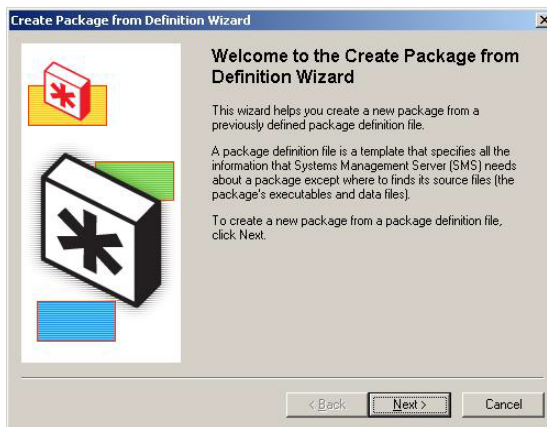 Create Package from Definition Wizard
Welcome to the Create Package from
Definition Wizard
This wizard helps you create a new package from a
previously defined package definition file.
A package definition file is a template that specifies all the
information that Systems Management Server (SMS) needs
about a package except where to finds its source files (the
package's executables and data files).
To create a new package from a package definition file,
click Next.
< Back
Next >
Cancel